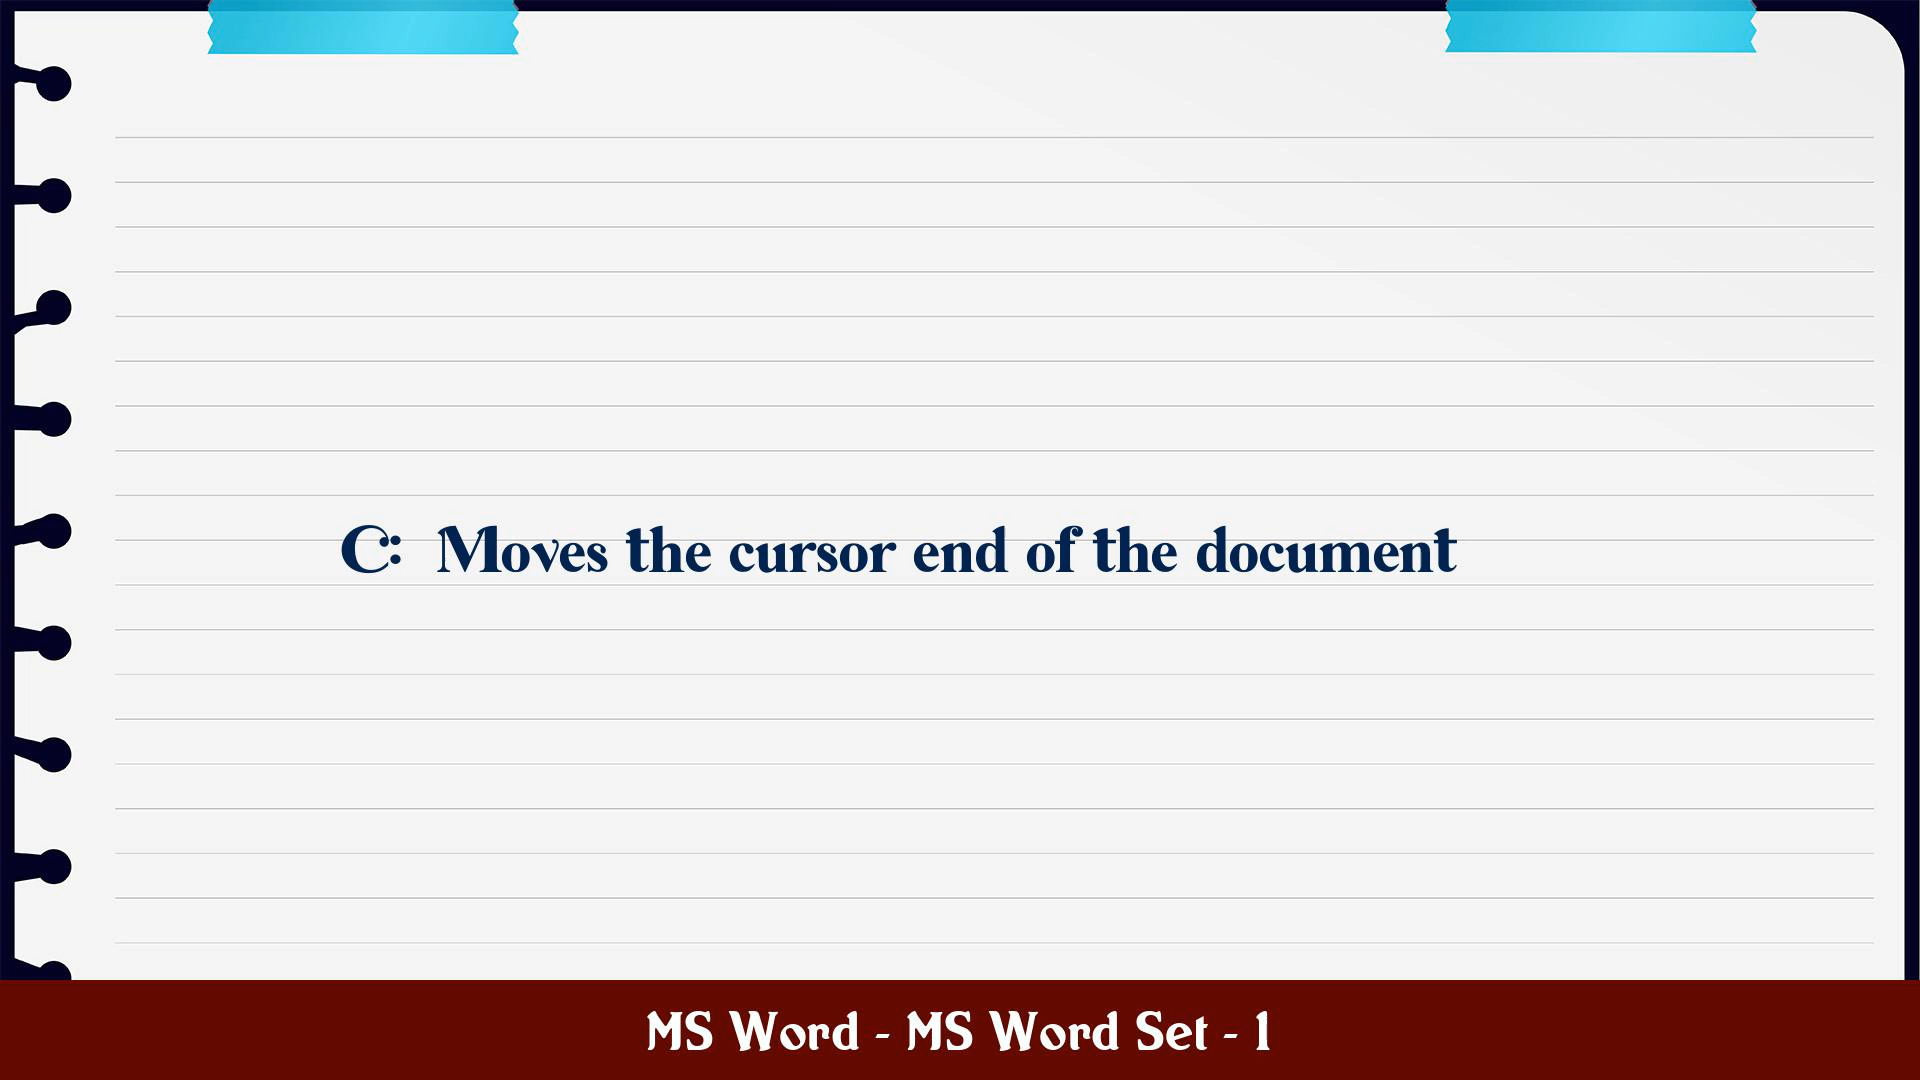 C: Moves the cursor end of the document
MS Word - MS Word Set - 1